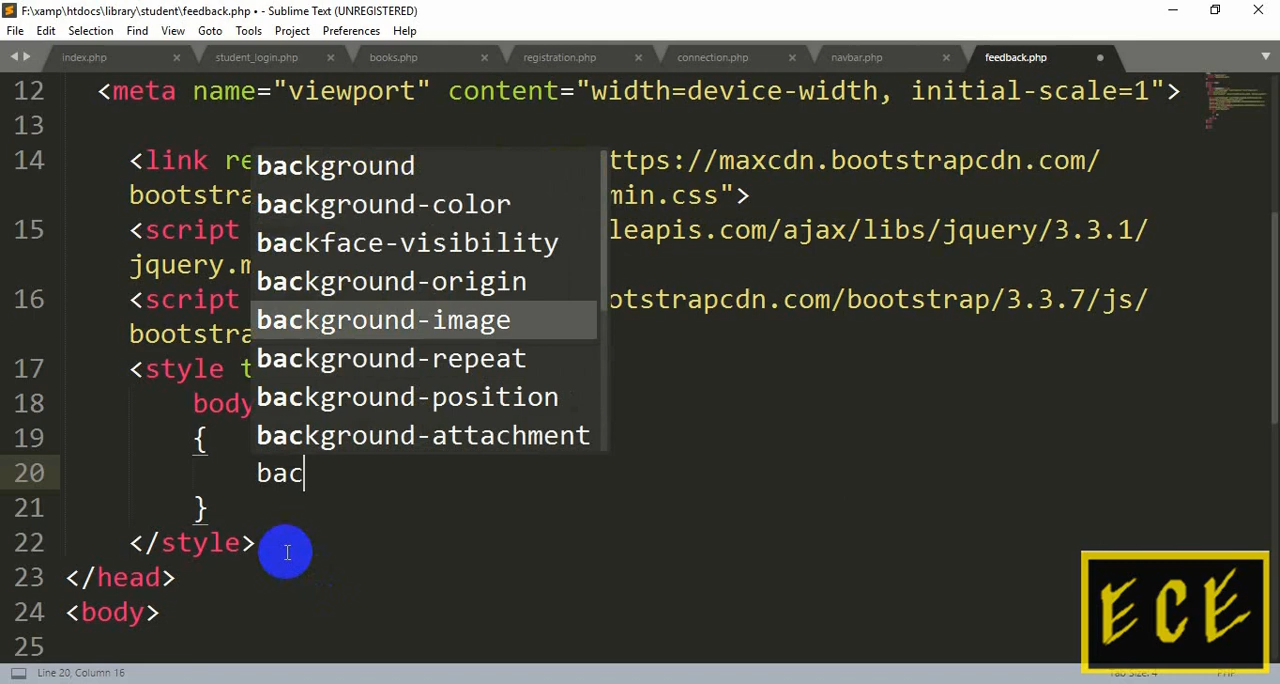 F:\xamp\htdocs\library\student\feedback.php • - Sublime Text (UNREGISTERED)
File Edit Selection Find View Goto Tools Project Preferences Help
index.php student_login.php books.php registration.php connection.php navbar.php feedback.php
12 <meta name="viewport" content="width=device-width, initial-scale=1">
13
14 <link re ttps://maxcdn.bootstrapcdn.com/
bootstra min.css">
15 <script leapis.com/ajax/libs/jquery/3.3.1/
jquery.m
16 <script otstrapcdn.com/bootstrap/3.3.7/js/
bootstra
17 <style t
18 body
19 {
20 bac
21 }
22 </style>
23 </head>
24 <body>
25
background
background-color
backface-visibility
background-origin
background-image
background-repeat
background-position
background-attachment
ECE
Line 20, Column 16
Tab Size: 4
PHP